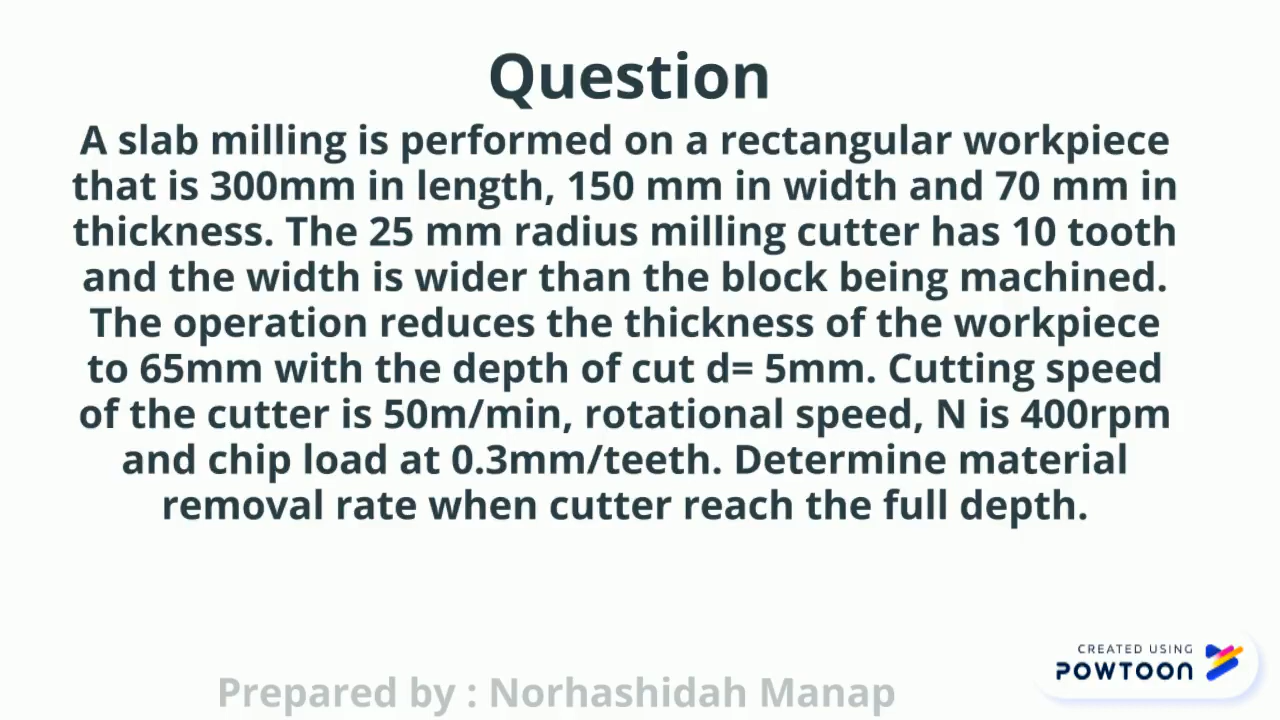 Question
A slab milling is performed on a rectangular workpiece
that is 300mm in length, 150 mm in width and 70 mm in
thickness. The 25 mm radius milling cutter has 10 tooth
and the width is wider than the block being machined.
The operation reduces the thickness of the workpiece
to 65mm with the depth of cut d= 5mm. Cutting speed
of the cutter is 50m/min, rotational speed, N is 400rpm
and chip load at 0.3mm/teeth. Determine material
removal rate when cutter reach the full depth.
CREATED USING
POWTOON
Prepared by : Norhashidah Manap